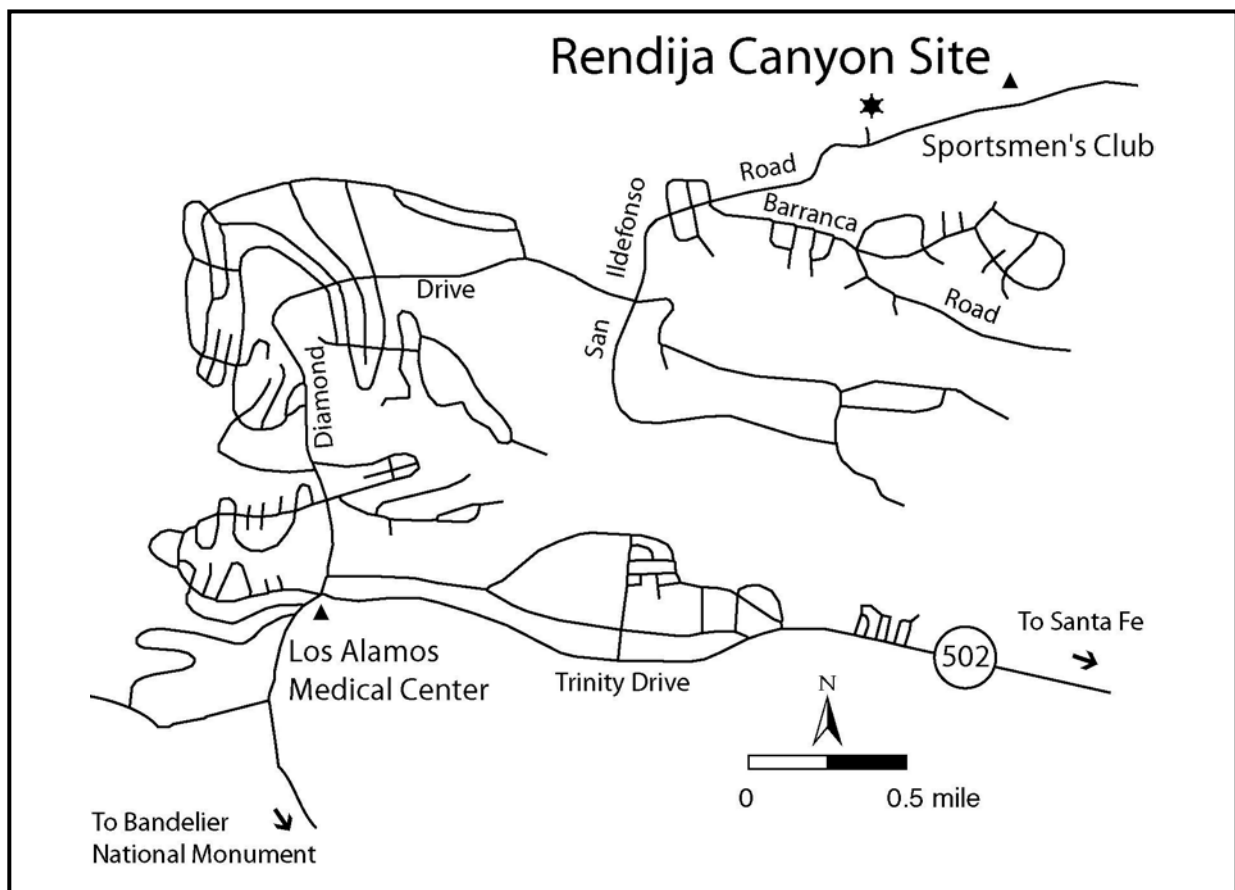 Rendija Canyon Site
Sportsmen's Club
Road
Barranca
Ildefonso
Road
Drive
San
Diamond
To Santa Fe
502
Los Alamos
Medical Center
Trinity Drive
N
0 0.5 mile
To Bandelier
National Monument